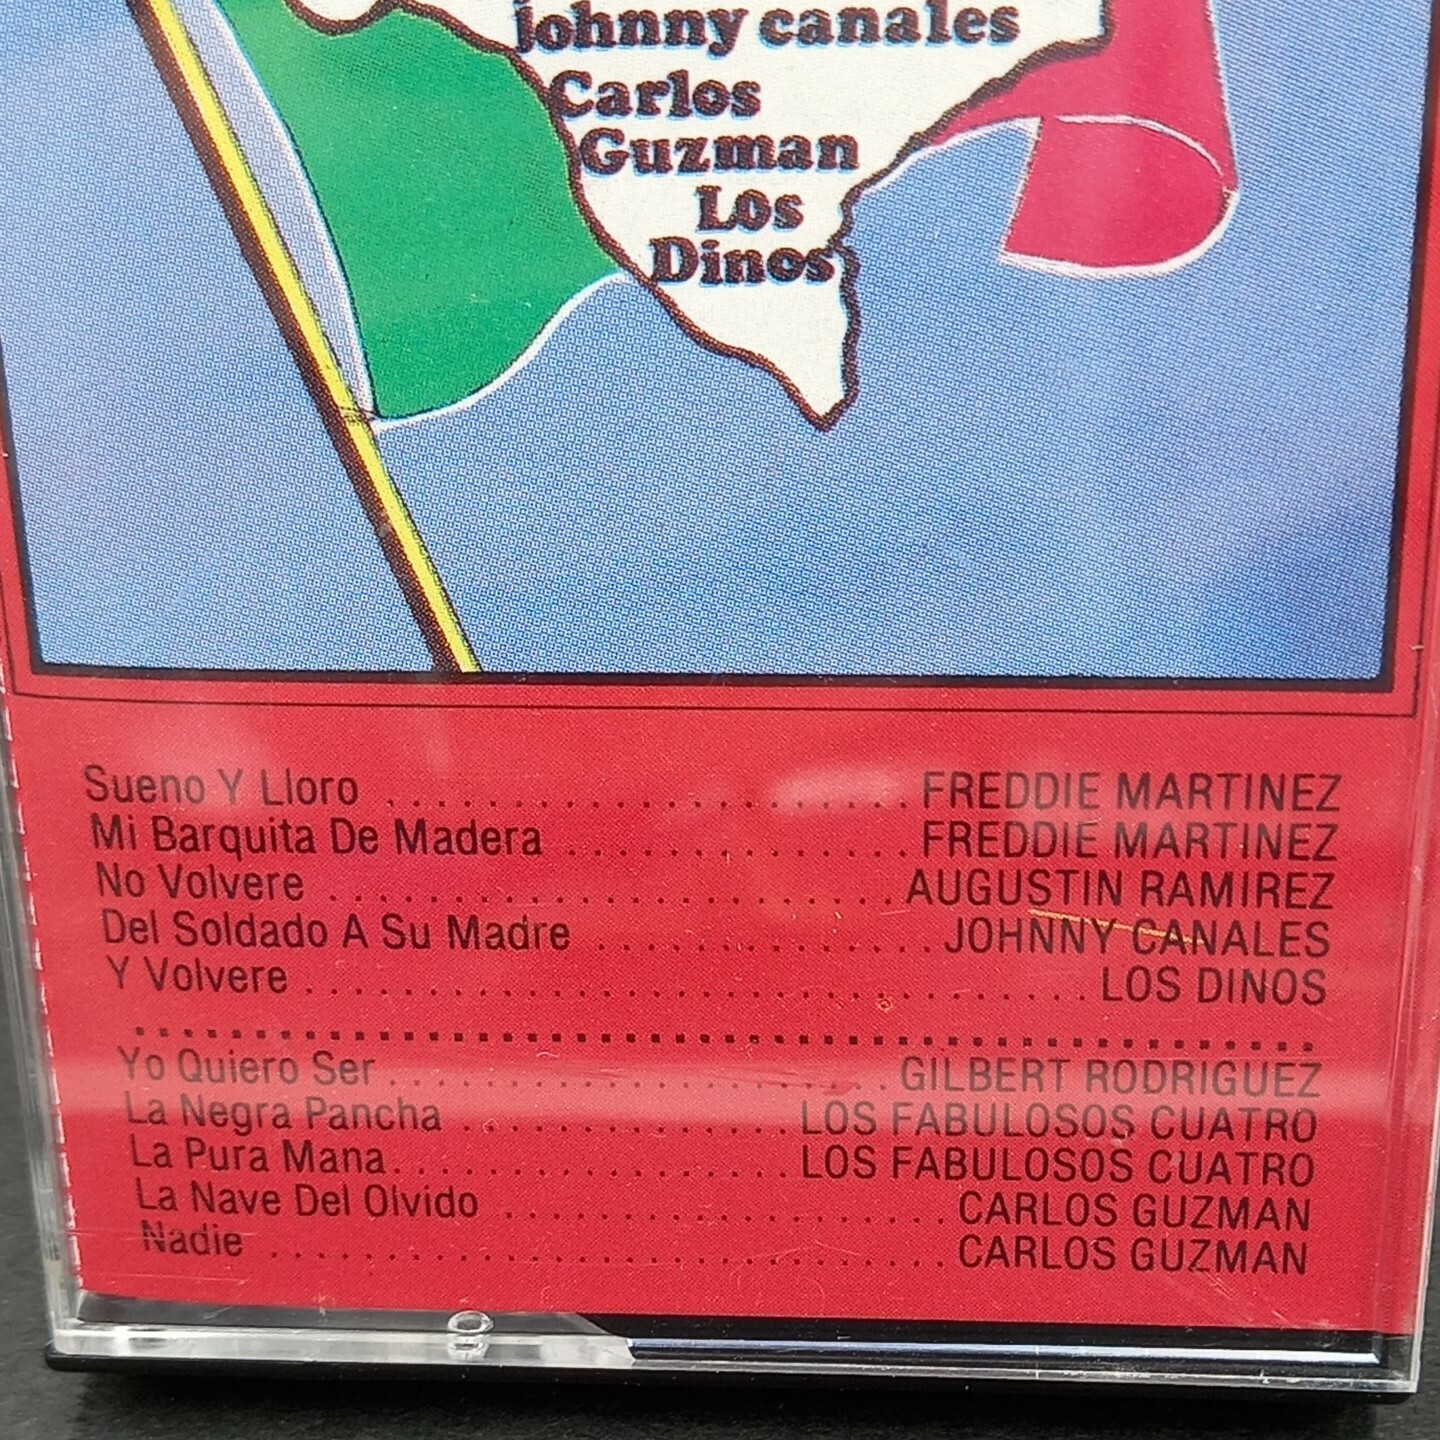 johnny canales
Carlos
Guzman
Los
Dinos
Sueno Y Lloro ...................... FREDDIE MARTINEZ
Mi Barquita De Madera .............. FREDDIE MARTINEZ
No Volvere ....................... AUGUSTIN RAMIREZ
Del Soldado A Su Madre .............. JOHNNY CANALES
Y Volvere ................................ LOS DINOS
Yo Quiero Ser ..................... GILBERT RODRIGUEZ
La Negra Pancha .............. LOS FABULOSOS CUATRO
La Pura Mana ................. LOS FABULOSOS CUATRO
La Nave Del Olvido .................. CARLOS GUZMAN
Nadie ............................ CARLOS GUZMAN